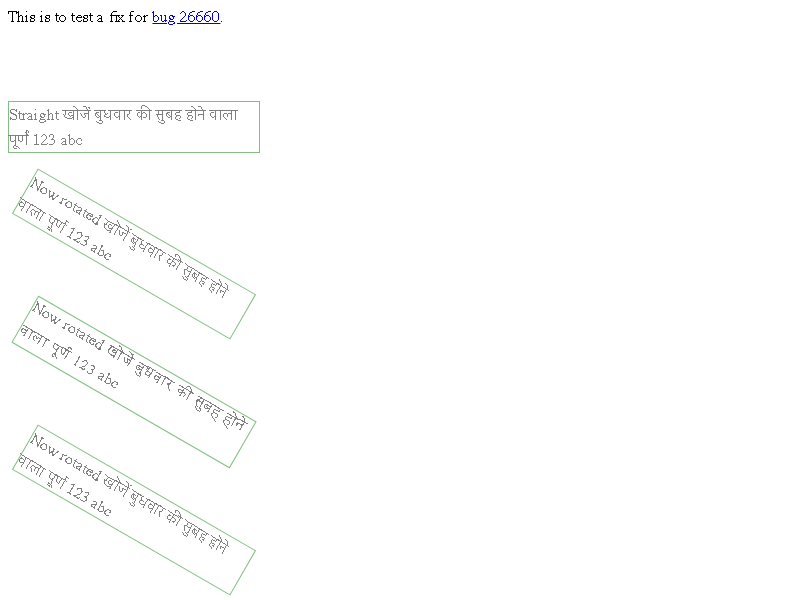 This is to test a fix for bug 26660.
Straight खोजें बुधवार की सुबह होने वाला
पूर्ण 123 abc
Now rotated खोजें बुधवार की सुबह होने
वाला पूर्ण 123 abc
Now rotated खोजें बुधवार की सुबह होने
वाला पूर्ण 123 abc
Now rotated खोजें बुधवार की सुबह होने
वाला पूर्ण 123 abc